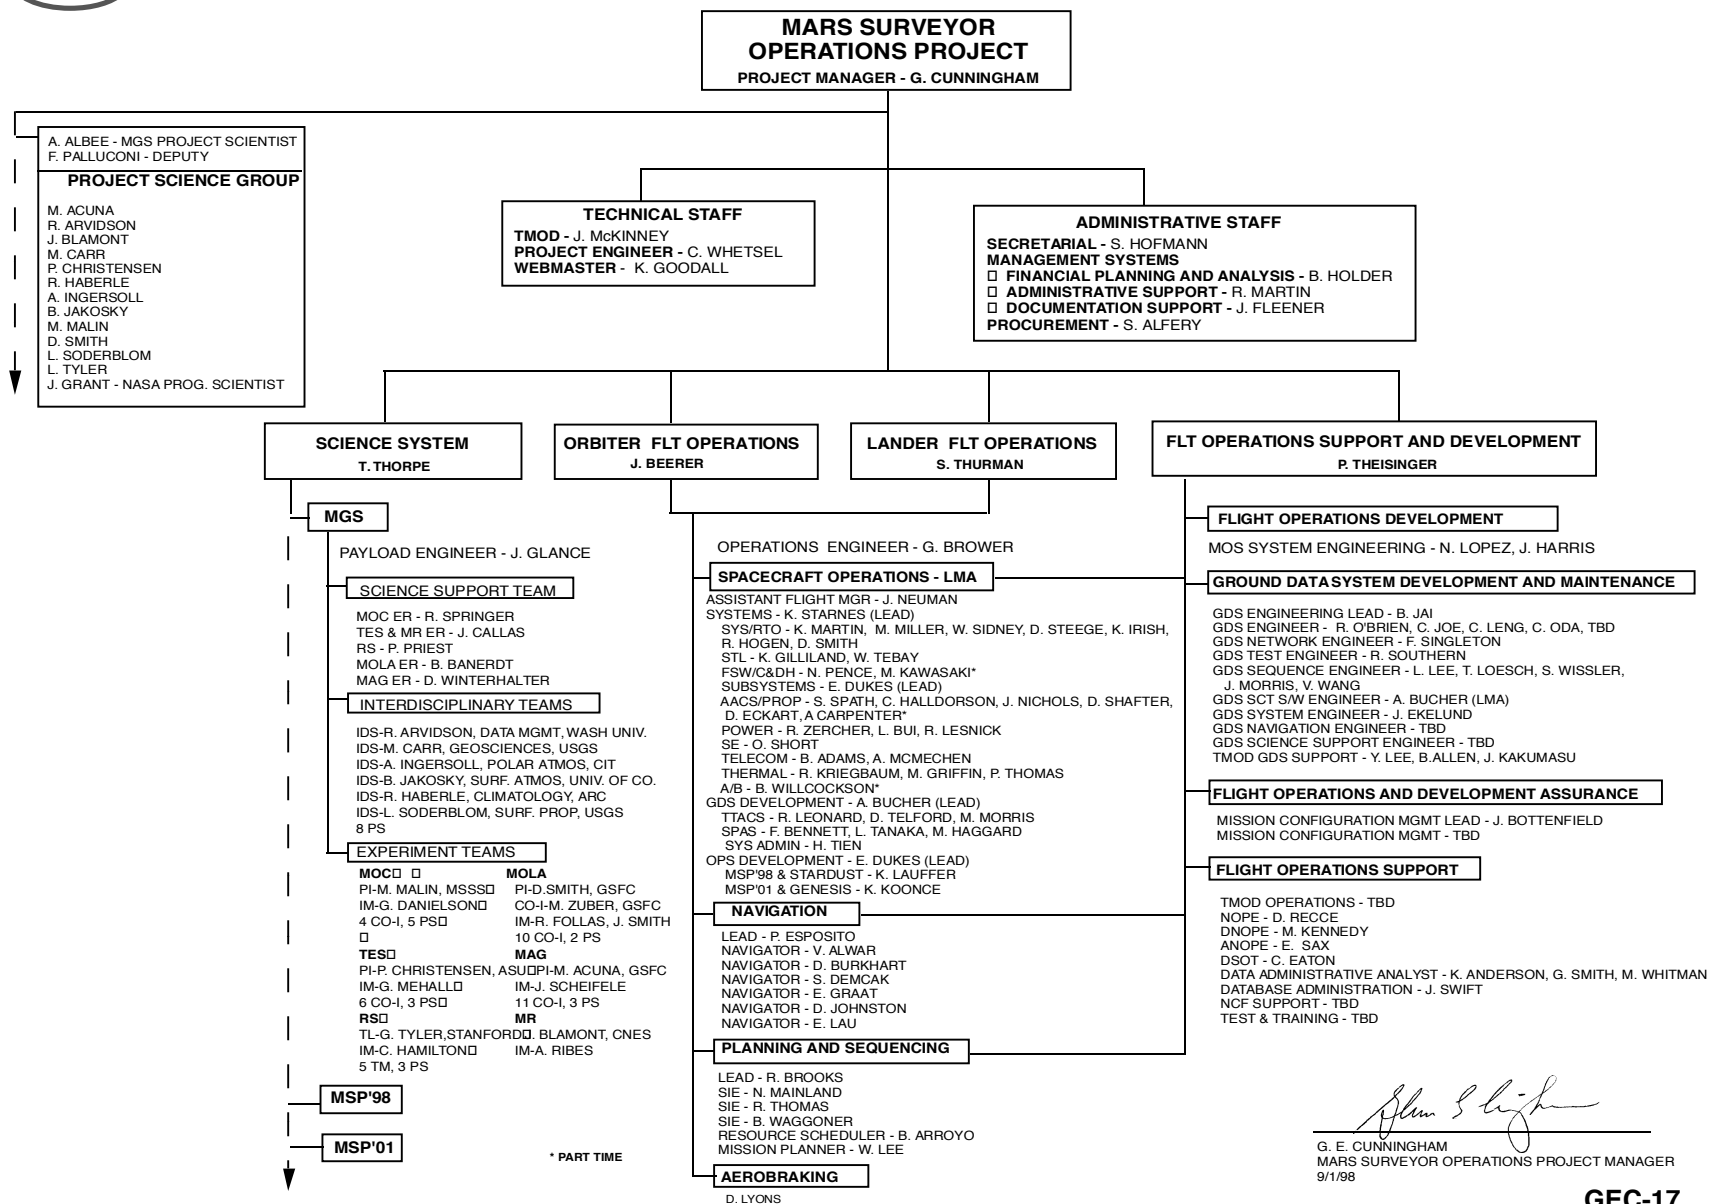 MARS SURVEYOR
OPERATIONS PROJECT
PROJECT MANAGER - G. CUNNINGHAM
A. ALBEE - MGS PROJECT SCIENTIST
F. PALLUCONI - DEPUTY
PROJECT SCIENCE GROUP
M. ACUNA
R. ARVIDSON
J. BLAMONT
M. CARR
P. CHRISTENSEN
R. HABERLE
A. INGERSOLL
B. JAKOSKY
M. MALIN
D. SMITH
L. SODERBLOM
L. TYLER
J. GRANT - NASA PROG. SCIENTIST
TECHNICAL STAFF
TMOD - J. McKINNEY
PROJECT ENGINEER - C. WHETSEL
WEBMASTER - K. GOODALL
ADMINISTRATIVE STAFF
SECRETARIAL - S. HOFMANN
MANAGEMENT SYSTEMS
□ FINANCIAL PLANNING AND ANALYSIS - B. HOLDER
□ ADMINISTRATIVE SUPPORT - R. MARTIN
□ DOCUMENTATION SUPPORT - J. FLEENER
PROCUREMENT - S. ALFERY
SCIENCE SYSTEM
T. THORPE
ORBITER FLT OPERATIONS
J. BEERER
LANDER FLT OPERATIONS
S. THURMAN
FLT OPERATIONS SUPPORT AND DEVELOPMENT
P. THEISINGER
MGS
PAYLOAD ENGINEER - J. GLANCE
SCIENCE SUPPORT TEAM
MOC ER - R. SPRINGER
TES & MR ER - J. CALLAS
RS - P. PRIEST
MOLA ER - B. BANERDT
MAG ER - D. WINTERHALTER
INTERDISCIPLINARY TEAMS
IDS-R. ARVIDSON, DATA MGMT, WASH UNIV.
IDS-M. CARR, GEOSCIENCES, USGS
IDS-A. INGERSOLL, POLAR ATMOS, CIT
IDS-B. JAKOSKY, SURF. ATMOS, UNIV. OF CO.
IDS-R. HABERLE, CLIMATOLOGY, ARC
IDS-L. SODERBLOM, SURF. PROP, USGS
8 PS
EXPERIMENT TEAMS
MOC□ □ MOLA
PI-M. MALIN, MSSS□ PI-D.SMITH, GSFC
IM-G. DANIELSON□ CO-I-M. ZUBER, GSFC
4 CO-I, 5 PS□ IM-R. FOLLAS, J. SMITH
□ 10 CO-I, 2 PS
TES□ MAG
PI-P. CHRISTENSEN, ASU□PI-M. ACUNA, GSFC
IM-G. MEHALL□ IM-J. SCHEIFELE
6 CO-I, 3 PS□ 11 CO-I, 3 PS
RS□ MR
TL-G. TYLER,STANFORD□J. BLAMONT, CNES
IM-C. HAMILTON□ IM-A. RIBES
5 TM, 3 PS
MSP'98
MSP'01
* PART TIME
OPERATIONS ENGINEER - G. BROWER
SPACECRAFT OPERATIONS - LMA
ASSISTANT FLIGHT MGR - J. NEUMAN
SYSTEMS - K. STARNES (LEAD)
SYS/RTO - K. MARTIN, M. MILLER, W. SIDNEY, D. STEEGE, K. IRISH,
R. HOGEN, D. SMITH
STL - K. GILLILAND, W. TEBAY
FSW/C&DH - N. PENCE, M. KAWASAKI*
SUBSYSTEMS - E. DUKES (LEAD)
AACS/PROP - S. SPATH, C. HALLDORSON, J. NICHOLS, D. SHAFTER,
D. ECKART, A CARPENTER*
POWER - R. ZERCHER, L. BUI, R. LESNICK
SE - O. SHORT
TELECOM - B. ADAMS, A. MCMECHEN
THERMAL - R. KRIEGBAUM, M. GRIFFIN, P. THOMAS
A/B - B. WILLCOCKSON*
GDS DEVELOPMENT - A. BUCHER (LEAD)
TTACS - R. LEONARD, D. TELFORD, M. MORRIS
SPAS - F. BENNETT, L. TANAKA, M. HAGGARD
SYS ADMIN - H. TIEN
OPS DEVELOPMENT - E. DUKES (LEAD)
MSP'98 & STARDUST - K. LAUFFER
MSP'01 & GENESIS - K. KOONCE
NAVIGATION
LEAD - P. ESPOSITO
NAVIGATOR - V. ALWAR
NAVIGATOR - D. BURKHART
NAVIGATOR - S. DEMCAK
NAVIGATOR - E. GRAAT
NAVIGATOR - D. JOHNSTON
NAVIGATOR - E. LAU
PLANNING AND SEQUENCING
LEAD - R. BROOKS
SIE - N. MAINLAND
SIE - R. THOMAS
SIE - B. WAGGONER
RESOURCE SCHEDULER - B. ARROYO
MISSION PLANNER - W. LEE
AEROBRAKING
D. LYONS
FLIGHT OPERATIONS DEVELOPMENT
MOS SYSTEM ENGINEERING - N. LOPEZ, J. HARRIS
GROUND DATA SYSTEM DEVELOPMENT AND MAINTENANCE
GDS ENGINEERING LEAD - B. JAI
GDS ENGINEER - R. O'BRIEN, C. JOE, C. LENG, C. ODA, TBD
GDS NETWORK ENGINEER - F. SINGLETON
GDS TEST ENGINEER - R. SOUTHERN
GDS SEQUENCE ENGINEER - L. LEE, T. LOESCH, S. WISSLER,
J. MORRIS, V. WANG
GDS SCT S/W ENGINEER - A. BUCHER (LMA)
GDS SYSTEM ENGINEER - J. EKELUND
GDS NAVIGATION ENGINEER - TBD
GDS SCIENCE SUPPORT ENGINEER - TBD
TMOD GDS SUPPORT - Y. LEE, B.ALLEN, J. KAKUMASU
FLIGHT OPERATIONS AND DEVELOPMENT ASSURANCE
MISSION CONFIGURATION MGMT LEAD - J. BOTTENFIELD
MISSION CONFIGURATION MGMT - TBD
FLIGHT OPERATIONS SUPPORT
TMOD OPERATIONS - TBD
NOPE - D. RECCE
DNOPE - M. KENNEDY
ANOPE - E. SAX
DSOT - C. EATON
DATA ADMINISTRATIVE ANALYST - K. ANDERSON, G. SMITH, M. WHITMAN
DATABASE ADMINISTRATION - J. SWIFT
NCF SUPPORT - TBD
TEST & TRAINING - TBD
G. E. CUNNINGHAM
MARS SURVEYOR OPERATIONS PROJECT MANAGER
9/1/98
GEC-17